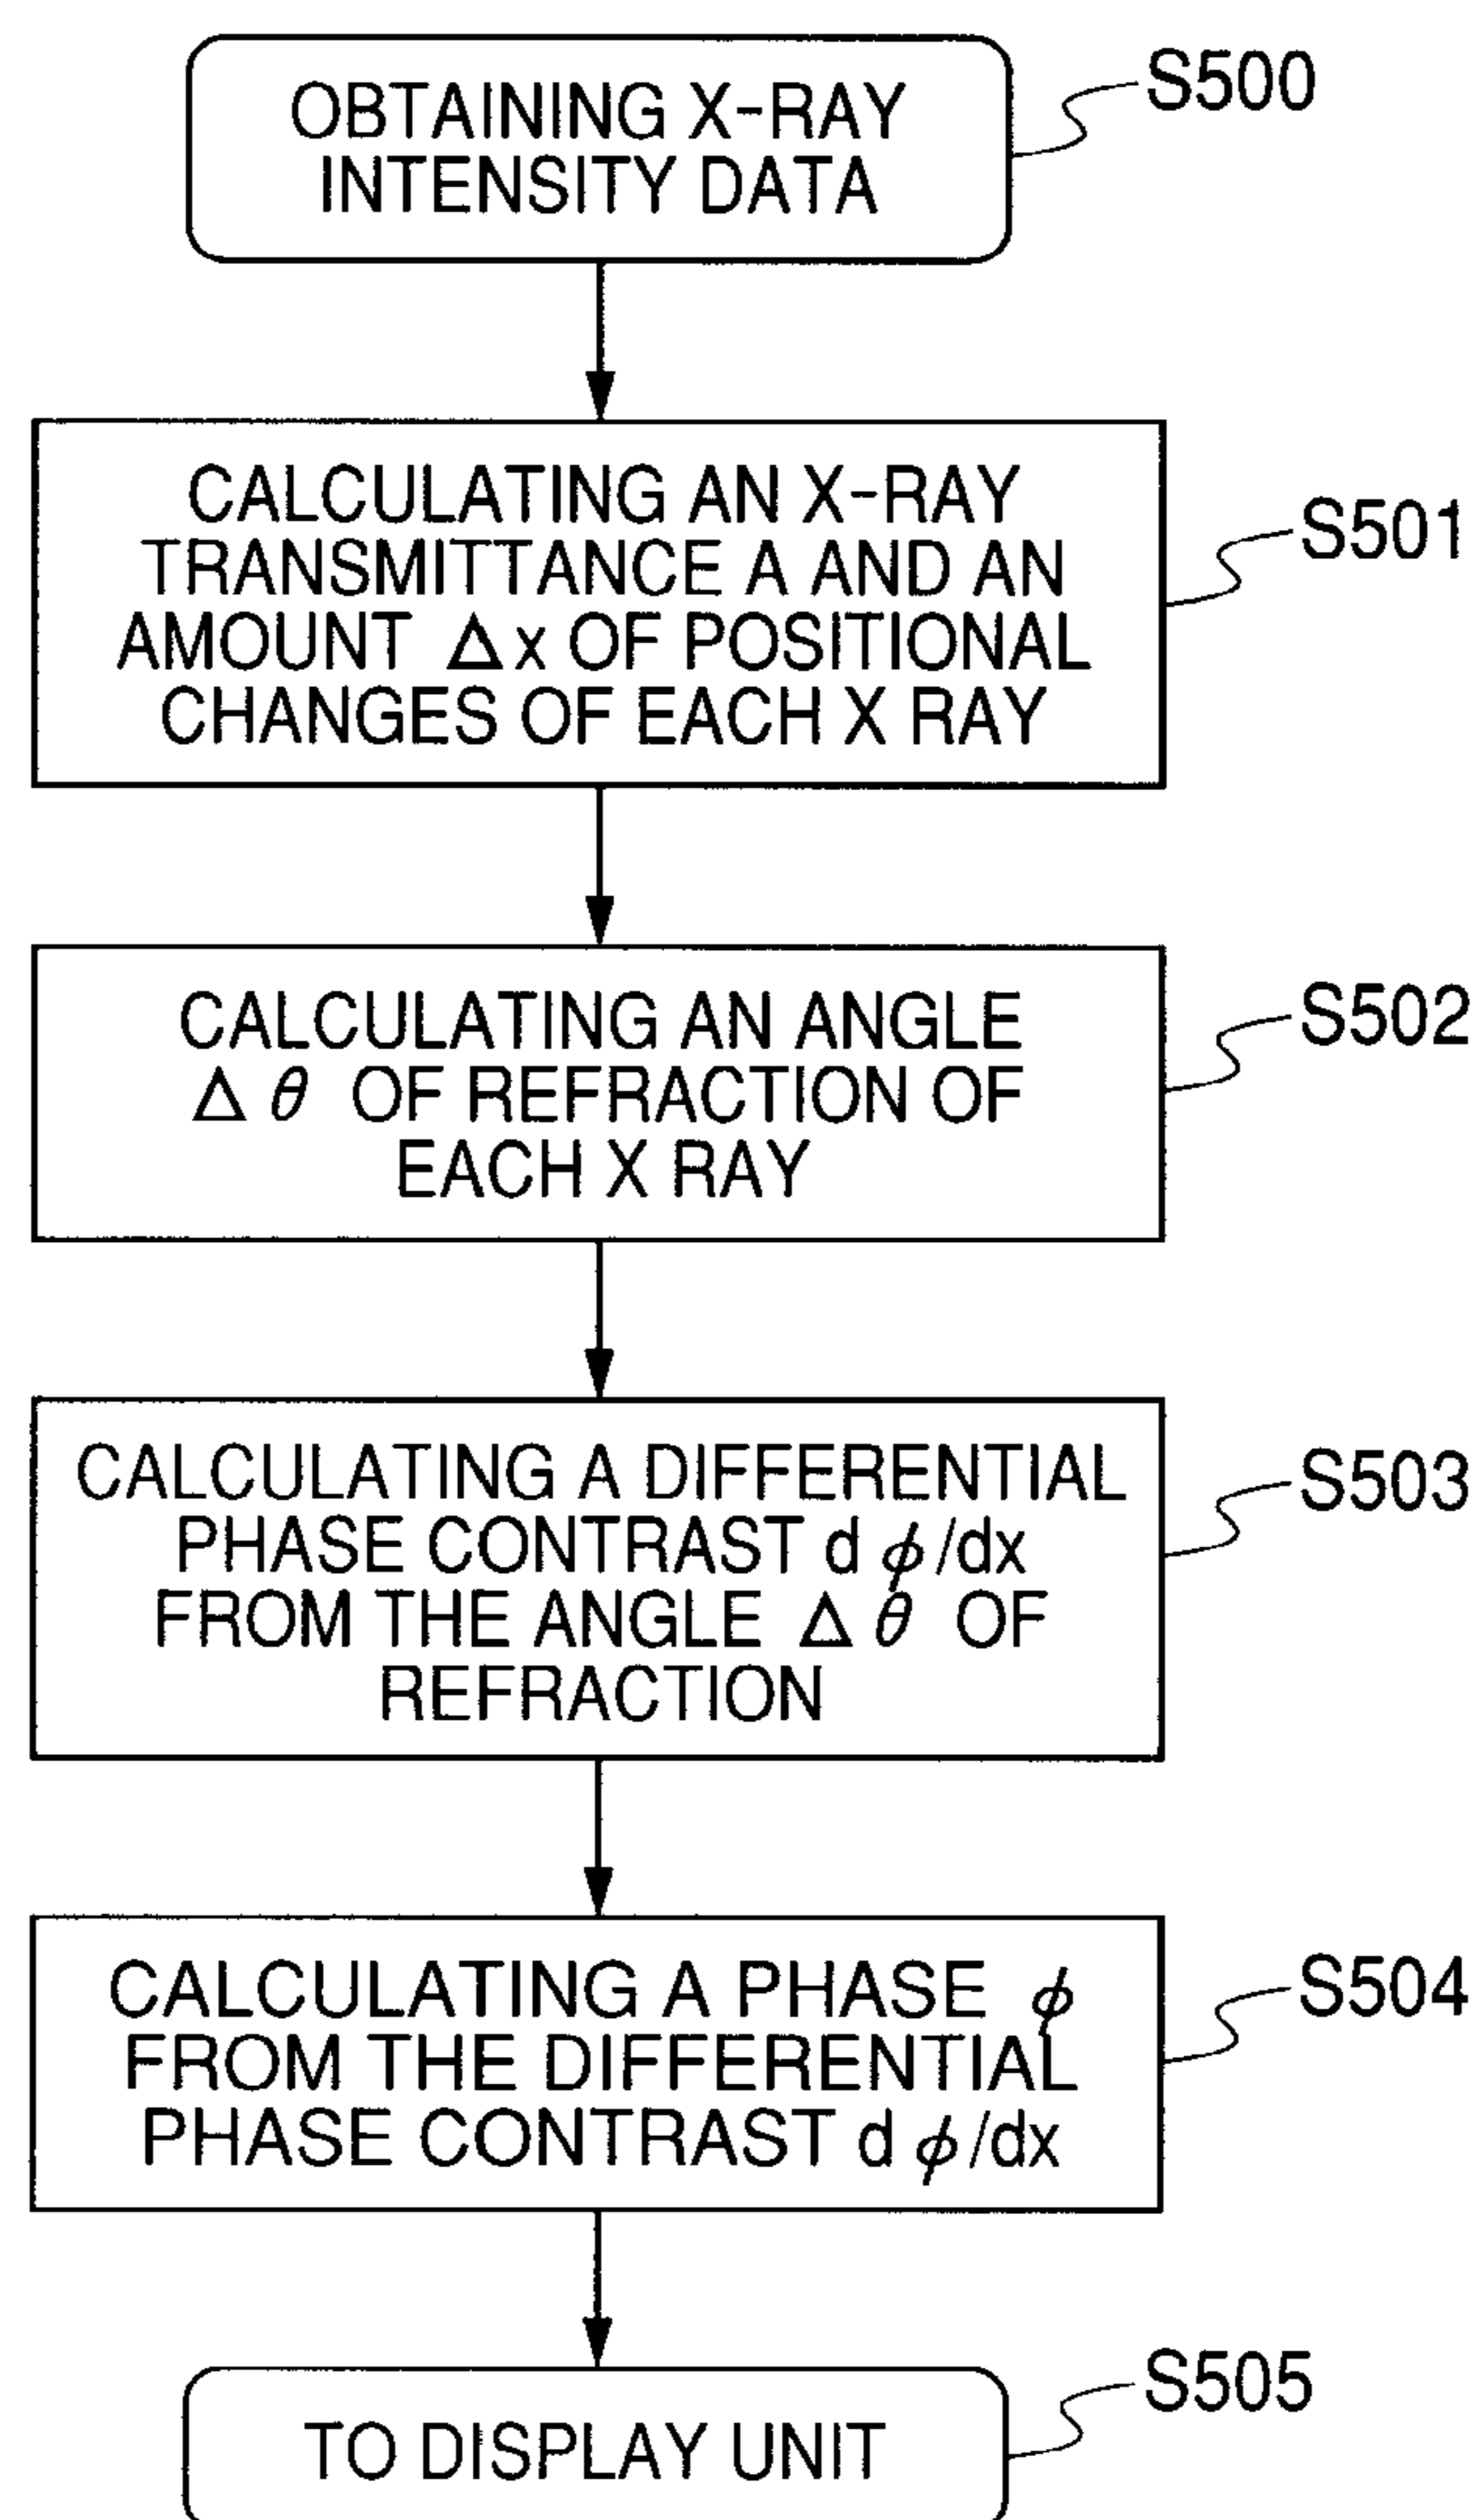 OBTAINING X-RAY
INTENSITY DATA
S500
CALCULATING AN X-RAY
TRANSMITTANCE A AND AN
AMOUNT Δx OF POSITIONAL
CHANGES OF EACH X RAY
S501
CALCULATING AN ANGLE
Δθ OF REFRACTION OF
EACH X RAY
S502
CALCULATING A DIFFERENTIAL
PHASE CONTRAST dφ/dx
FROM THE ANGLE Δθ OF
REFRACTION
S503
CALCULATING A PHASE φ
FROM THE DIFFERENTIAL
PHASE CONTRAST dφ/dx
S504
TO DISPLAY UNIT
S505